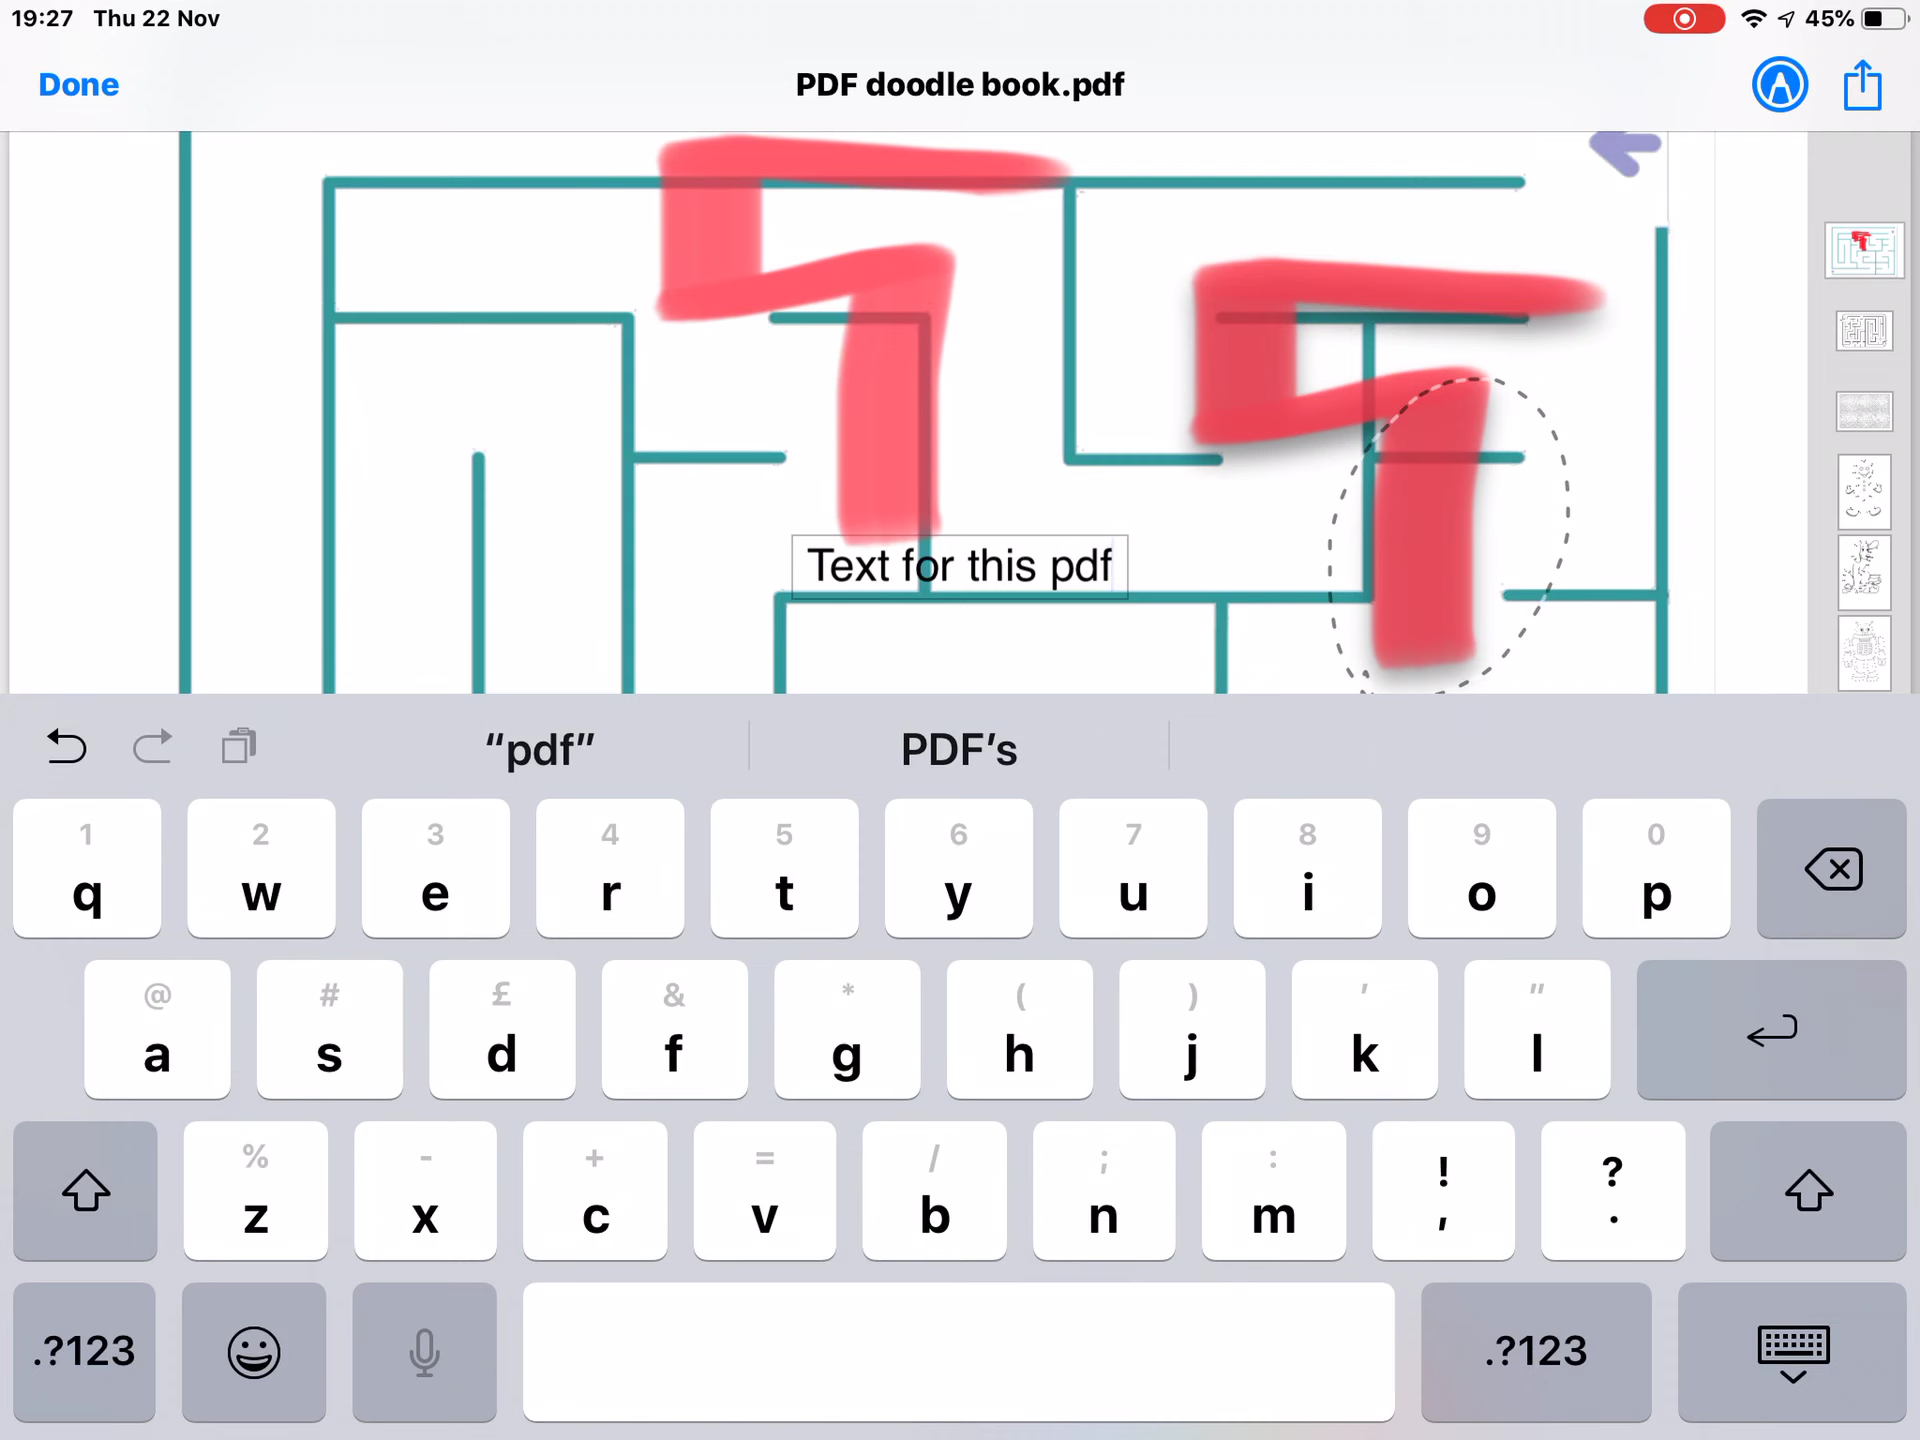 19:27 Thu 22 Nov 45%
Done PDF doodle book.pdf
Text for this pdf
“pdf” PDF’s
1 2 3 4 5 6 7 8 9 0
q w e r t y u i o p
@ # £ & * ( ) ' "
a s d f g h j k l
% - + = / ; : ! ?
z x c v b n m , .
.?123 .?123